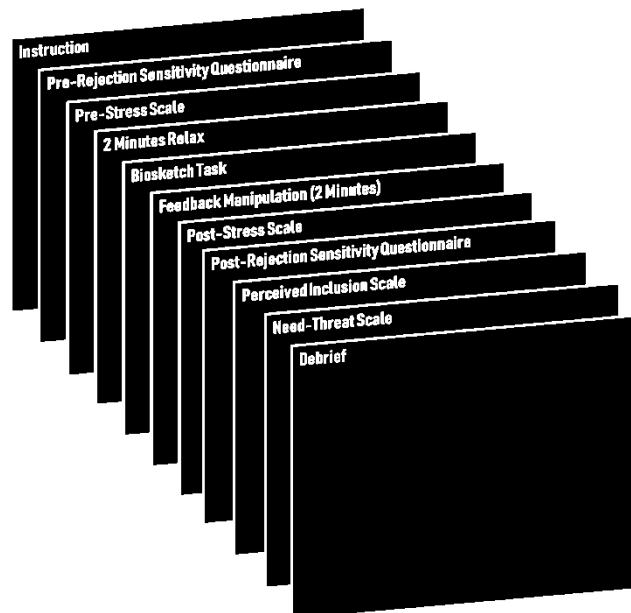 Instruction
Pre-Rejection Sensitivity Questionnaire
Pre-Stress Scale
2 Minutes Relax
Biosketch Task
Feedback Manipulation (2 Minutes)
Post-Stress Scale
Post-Rejection Sensitivity Questionnaire
Perceived Inclusion Scale
Need-Threat Scale
Debrief